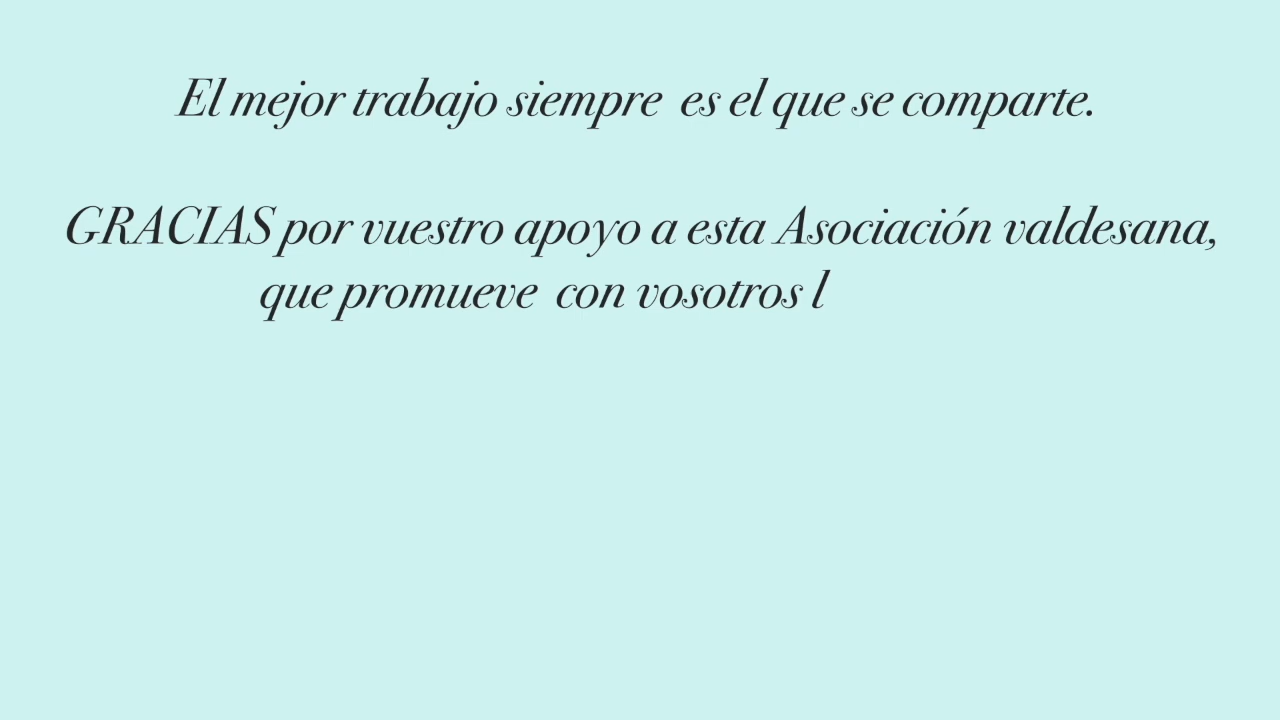 El mejor trabajo siempre  es el que se comparte.
GRACIAS por vuestro apoyo a esta Asociación valdesana,
que promueve  con vosotros l